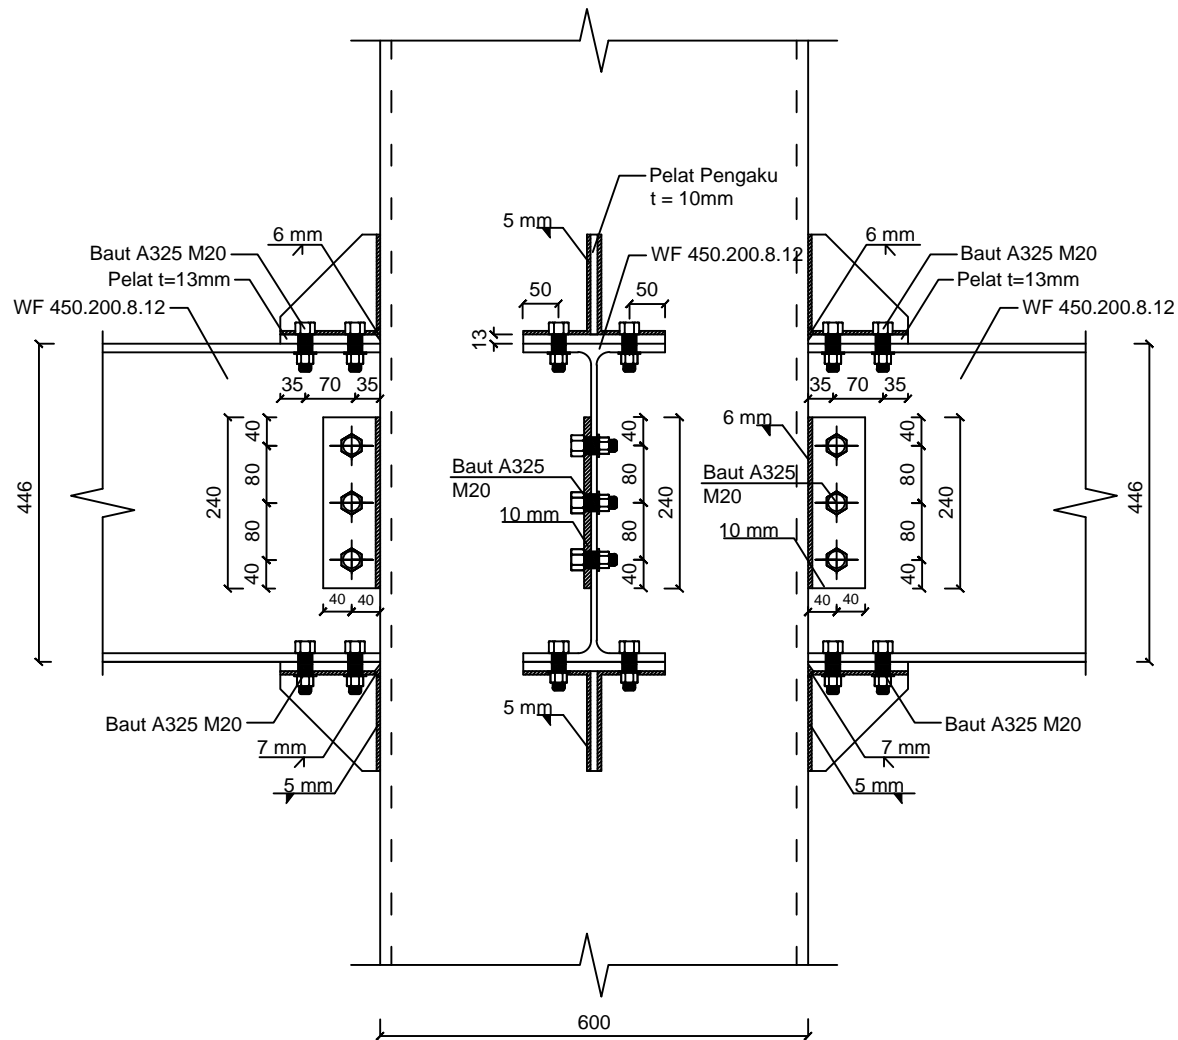 Pelat Pengaku
t = 10mm
5 mm
WF 450.200.8.12
6 mm
Baut A325 M20
Pelat t=13mm
WF 450.200.8.12
6 mm
Baut A325 M20
Pelat t=13mm
WF 450.200.8.12
50
50
13
35
70
35
35
70
35
446
240
40
80
80
40
40
40
Baut A325
M20
10 mm
40
80
80
40
240
6 mm
Baut A325
M20
10 mm
40
80
80
40
240
40
40
446
Baut A325 M20
7 mm
5 mm
5 mm
Baut A325 M20
7 mm
5 mm
600